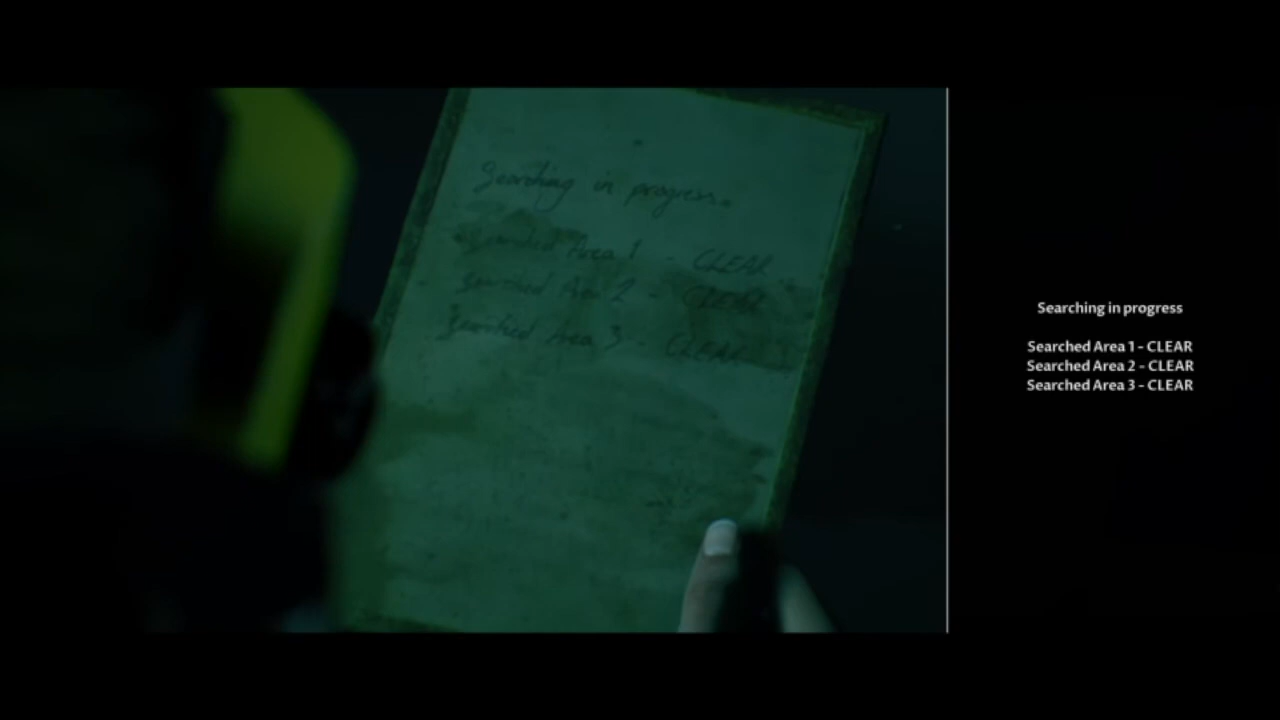 Searching in progress.
Searched Area 1 - CLEAR
Searched Area 2 - CLEAR
Searched Area 3 - CLEAR
Searching in progress
Searched Area 1 - CLEAR
Searched Area 2 - CLEAR
Searched Area 3 - CLEAR